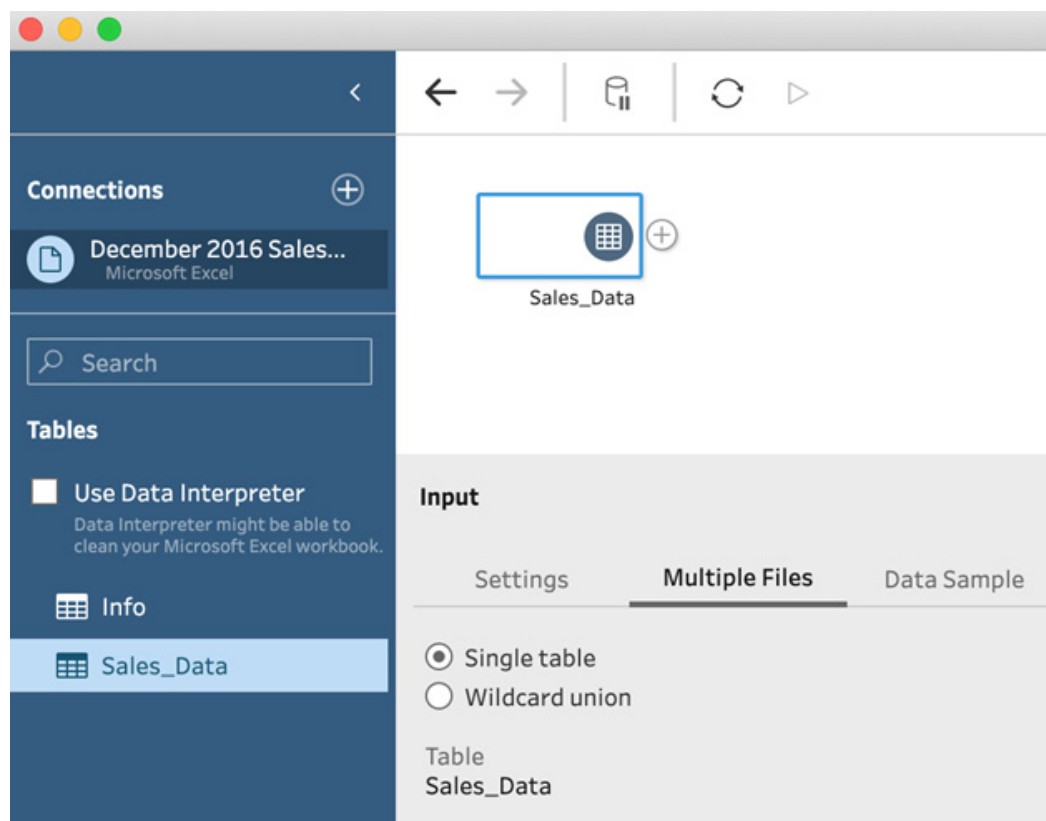 Connections
December 2016 Sales...
Microsoft Excel
Search
Tables
Use Data Interpreter
Data Interpreter might be able to
clean your Microsoft Excel workbook.
Info
Sales_Data
Sales_Data
Input
Settings
Multiple Files
Data Sample
Single table
Wildcard union
Table
Sales_Data